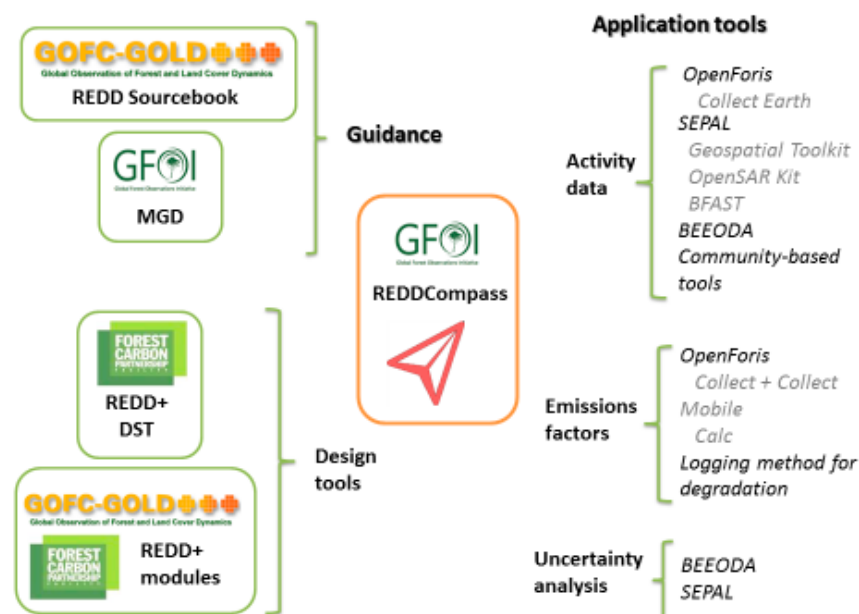 GOFC-GOLD
Global Observation of Forest and Land Cover Dynamics
REDD Sourcebook
GFOI
Global Forest Observations Initiative
MGD
Guidance
FOREST
CARBON
PARTNERSHIP
FACILITY
REDD+
DST
GOFC-GOLD
Global Observation of Forest and Land Cover Dynamics
FOREST
CARBON
PARTNERSHIP
FACILITY
REDD+
modules
Design
tools
GFOI
Global Forest Observations Initiative
REDDCompass
Application tools
Activity
data
OpenForis
Collect Earth
SEPAL
Geospatial Toolkit
OpenSAR Kit
BFAST
BEEODA
Community-based
tools
Emissions
factors
OpenForis
Collect + Collect
Mobile
Calc
Logging method for
degradation
Uncertainty
analysis
BEEODA
SEPAL